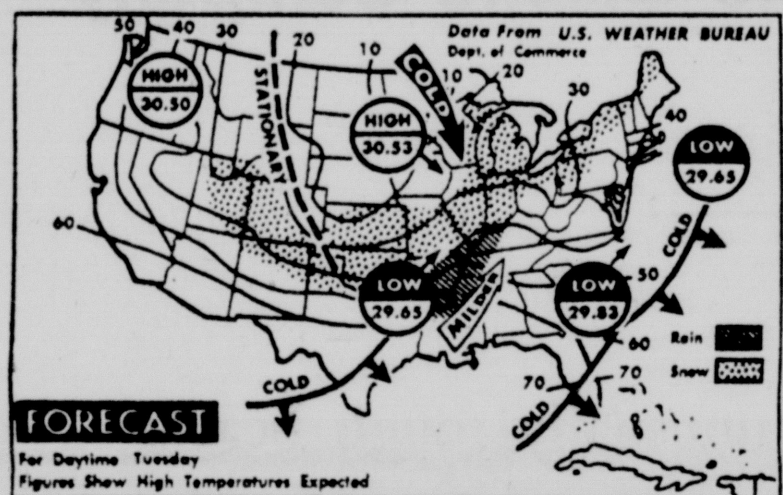 Data From U.S. WEATHER BUREAU
Dept. of Commerce
50 40 30 20 10 10 20 30 40
COLD
HIGH
30.50
STATIONARY
HIGH
30.53
LOW
29.65
COLD
60
LOW
29.65
MILDER
LOW
29.83
50
60
Rain
Snow
COLD
70 70
COLD
FORECAST
For Daytime Tuesday
Figures Show High Temperatures Expected